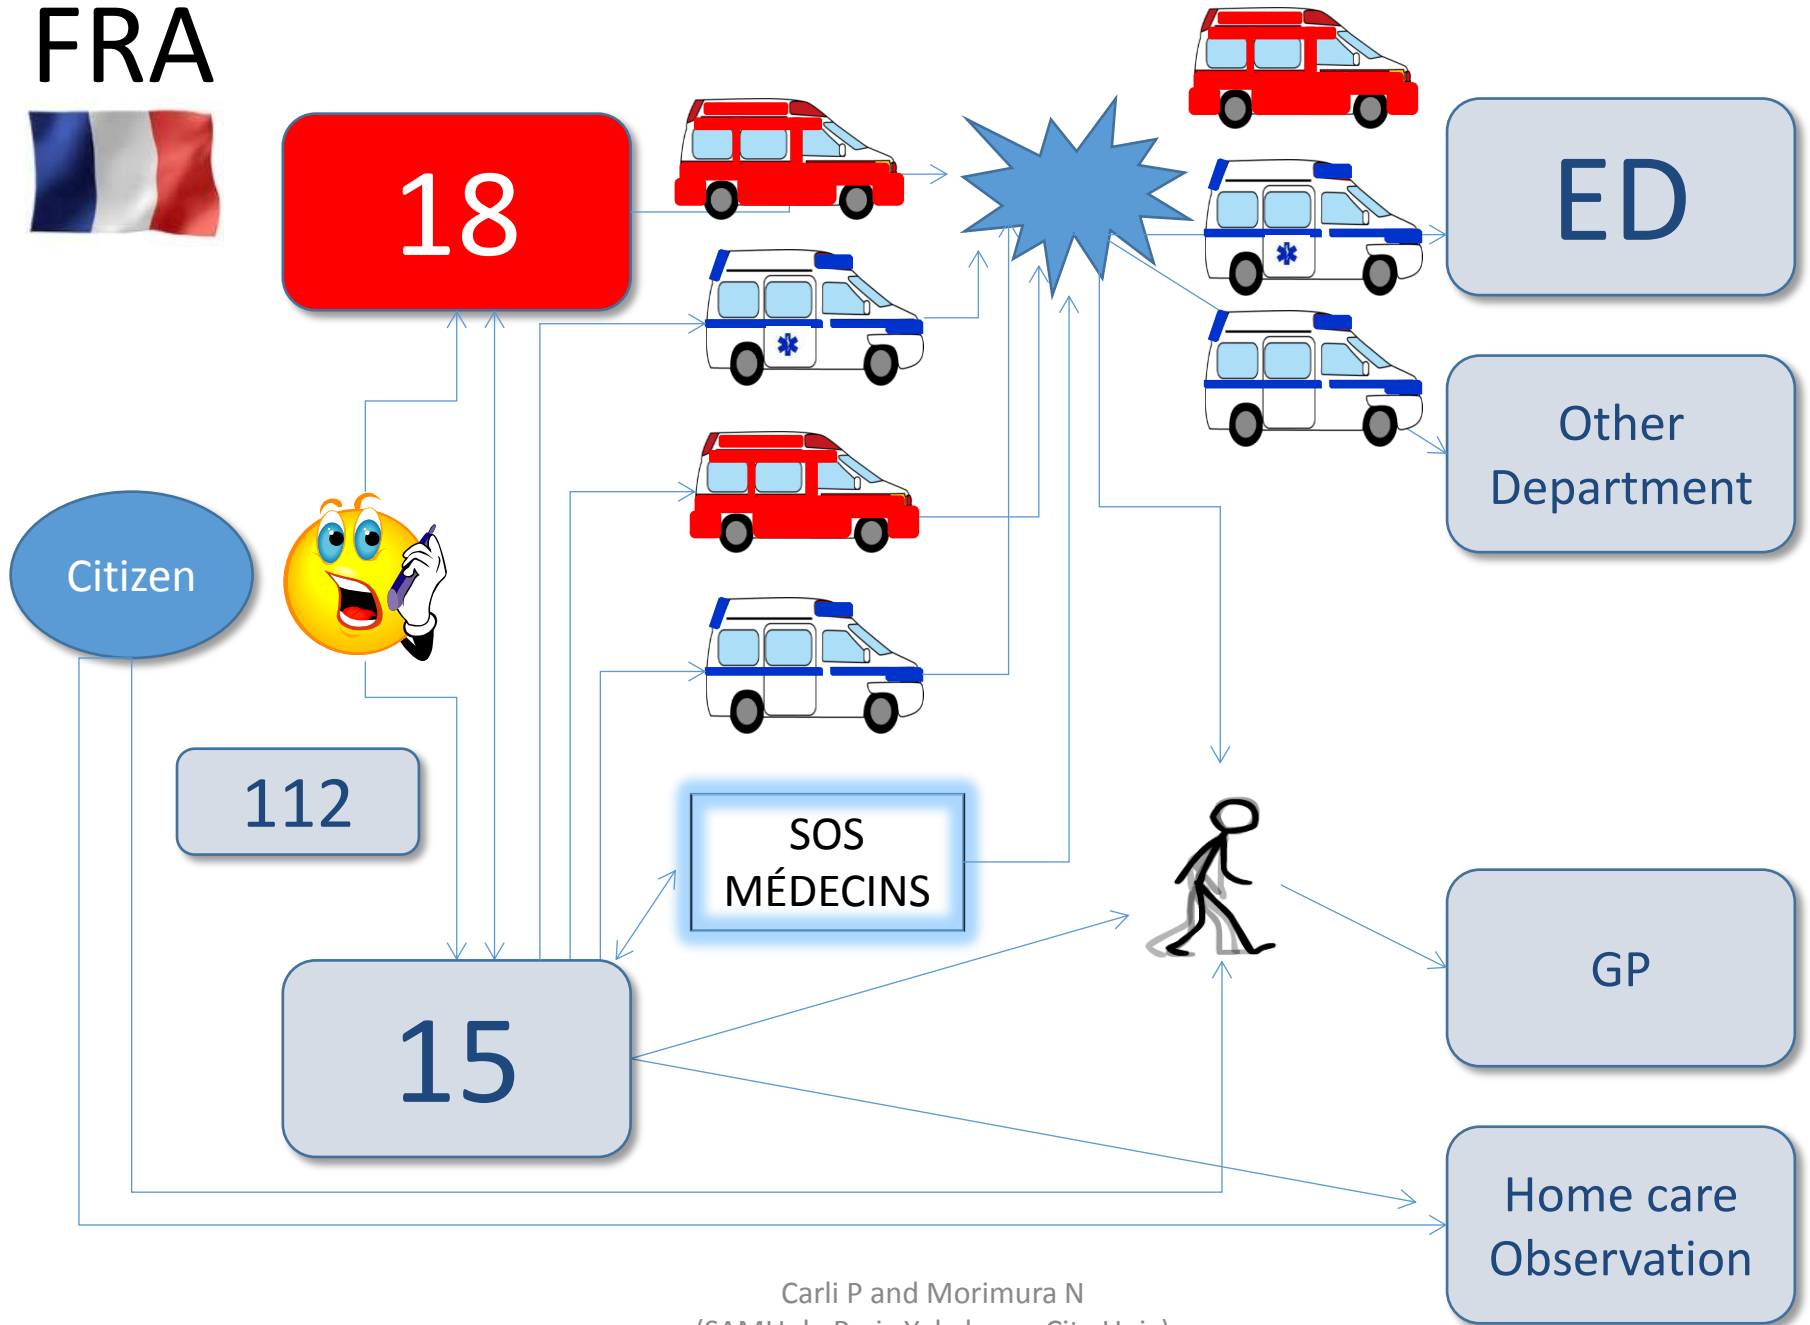 FRA
18
ED
Other
Department
Citizen
112
SOS
MÉDECINS
15
GP
Home care
Observation
Carli P and Morimura N